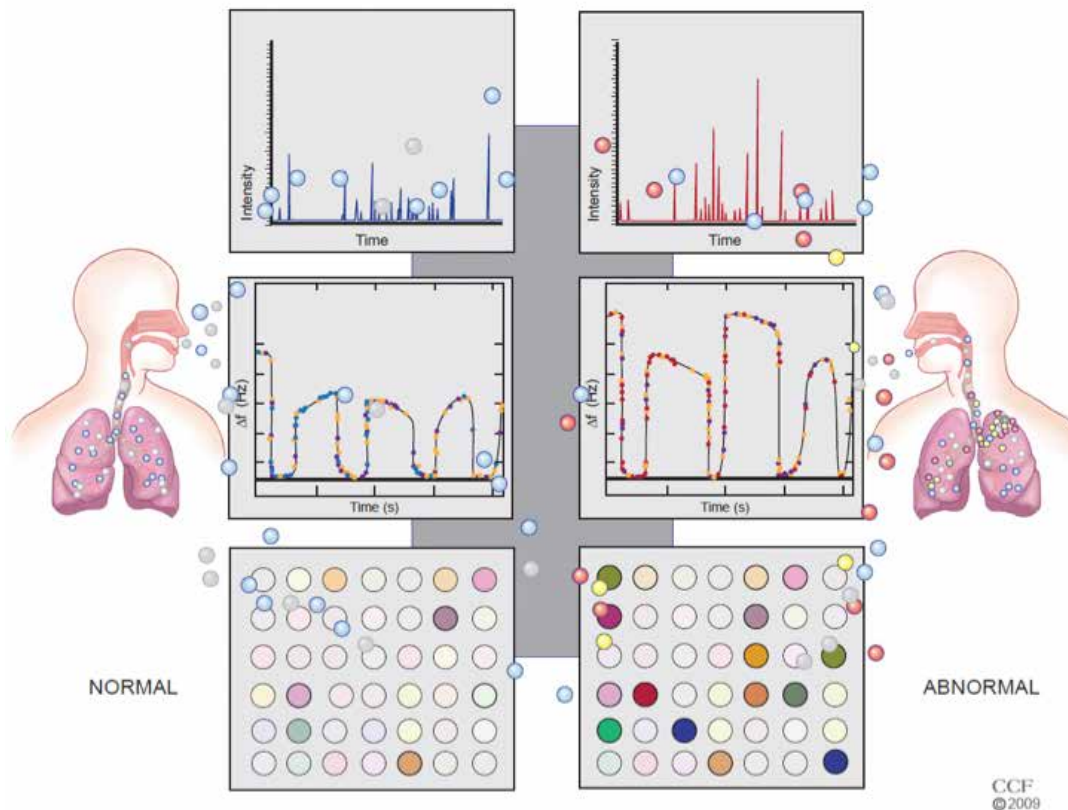 Intensity
Time
Intensity
Time
Δf (Hz)
Time (s)
Δf (Hz)
Time (s)
NORMAL
ABNORMAL
CCF
©2009